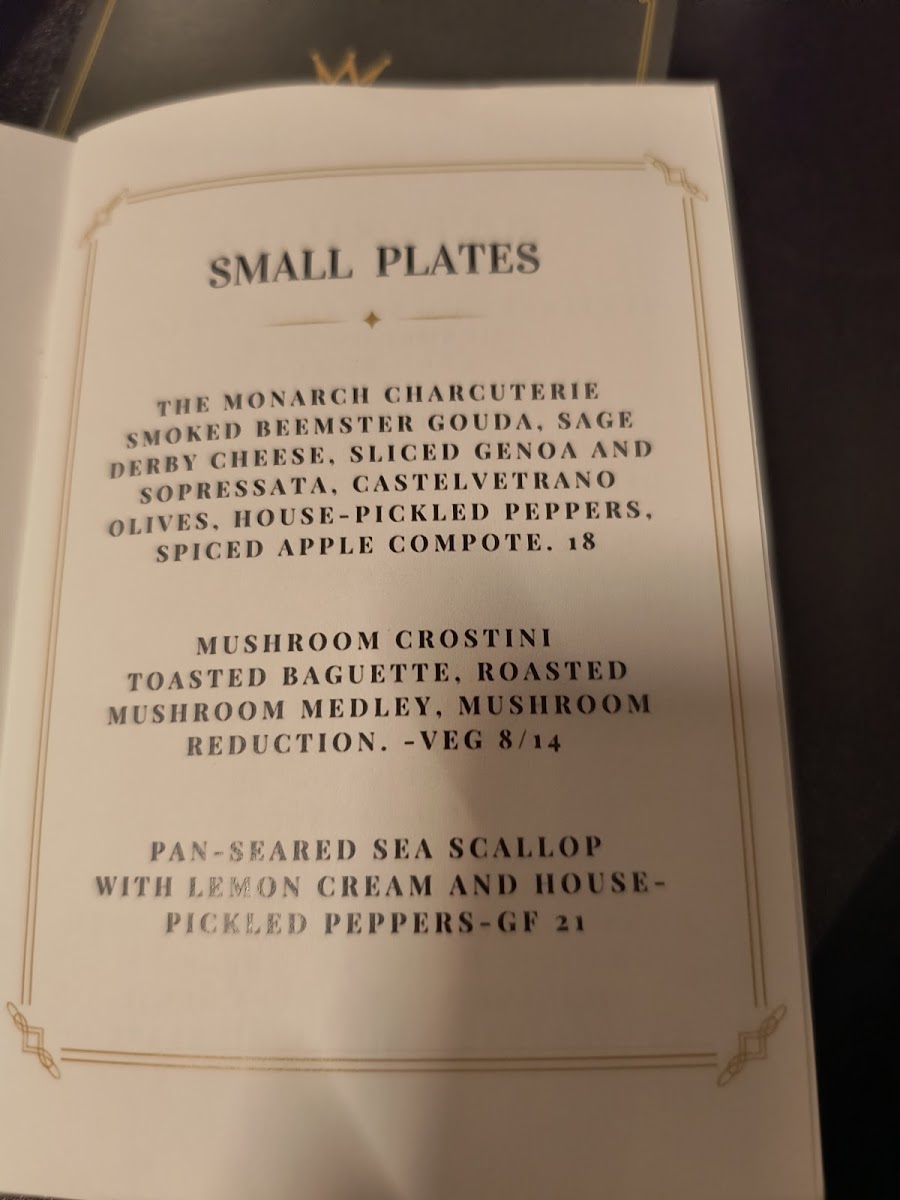 SMALL PLATES
THE MONARCH CHARCUTERIE
SMOKED BEEMSTER GOUDA, SAGE
DERBY CHEESE, SLICED GENOA AND
SOPRESSATA, CASTELVETRANO
OLIVES, HOUSE-PICKLED PEPPERS,
SPICED APPLE COMPOTE. 18
MUSHROOM CROSTINI
TOASTED BAGUETTE, ROASTED
MUSHROOM MEDLEY, MUSHROOM
REDUCTION. -VEG 8/14
PAN-SEARED SEA SCALLOP
WITH LEMON CREAM AND HOUSE-
PICKLED PEPPERS-GF 21